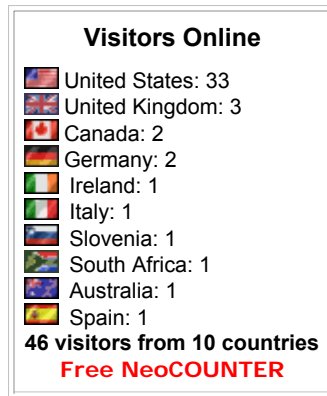 Visitors Online
United States: 33
United Kingdom: 3
Canada: 2
Germany: 2
Ireland: 1
Italy: 1
Slovenia: 1
South Africa: 1
Australia: 1
Spain: 1
46 visitors from 10 countries
Free NeoCOUNTER